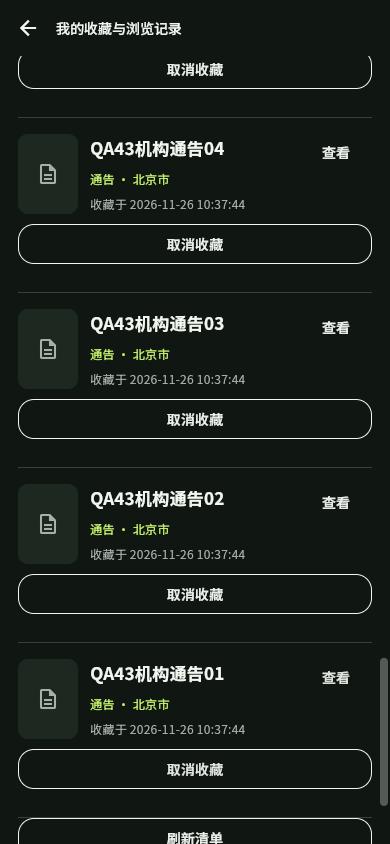 我的收藏与浏览记录
取消收藏
QA43机构通告04
查看
通告 · 北京市
收藏于 2026-11-26 10:37:44
取消收藏
QA43机构通告03
查看
通告 · 北京市
收藏于 2026-11-26 10:37:44
取消收藏
QA43机构通告02
查看
通告 · 北京市
收藏于 2026-11-26 10:37:44
取消收藏
QA43机构通告01
查看
通告 · 北京市
收藏于 2026-11-26 10:37:44
取消收藏
刷新清单